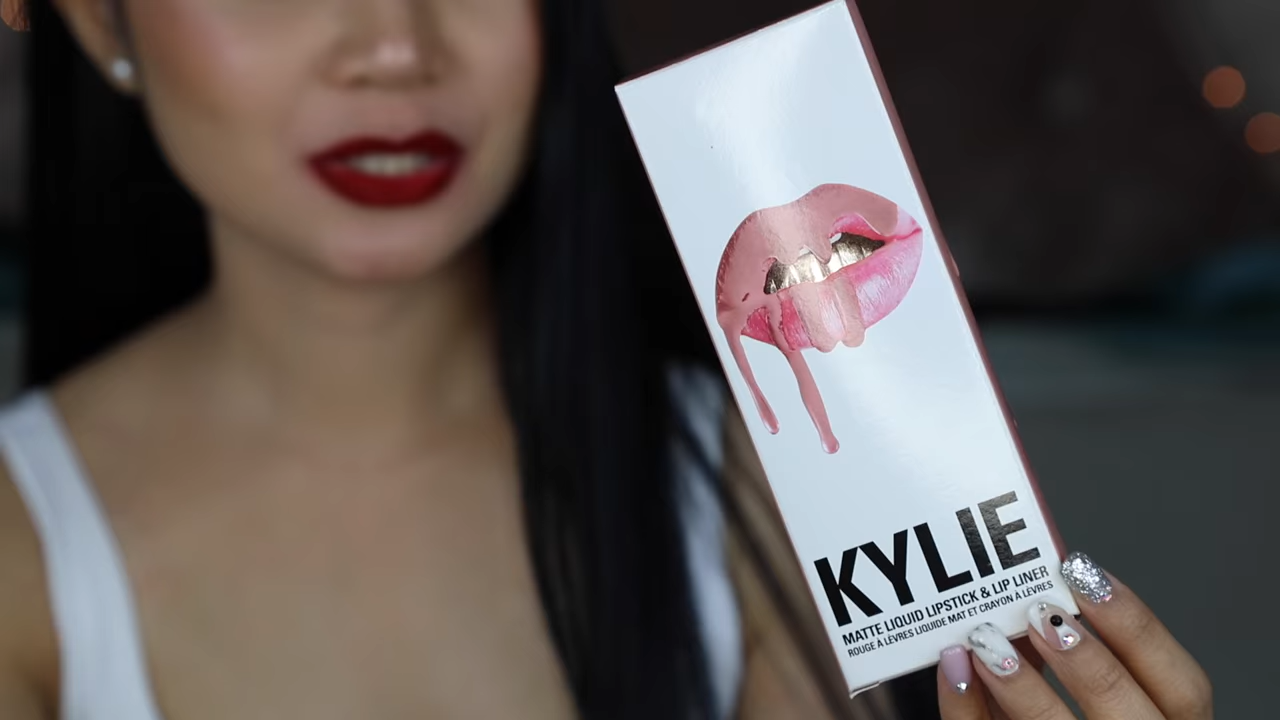 KYLIE
MATTE LIQUID LIPSTICK & LIP LINER
ROUGE À LÈVRES LIQUIDE MAT ET CRAYON À LÈVRES